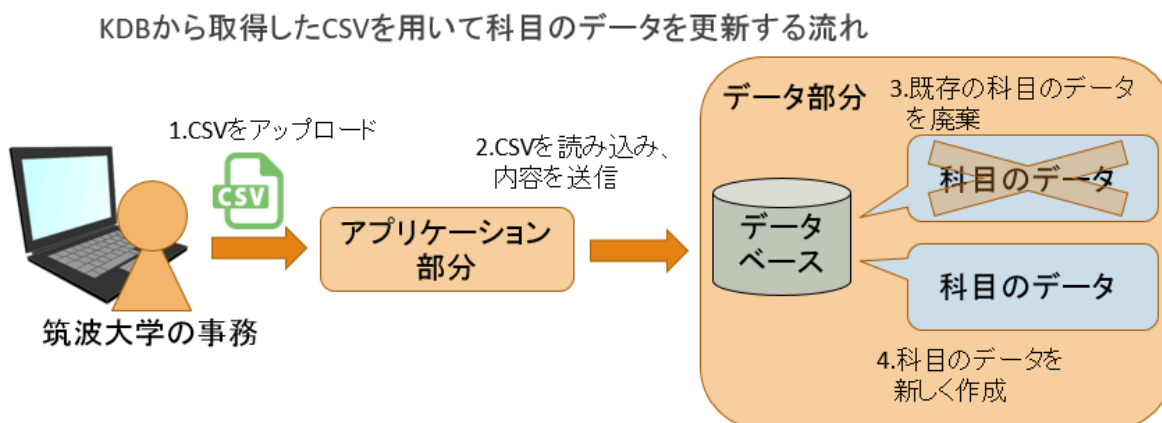 KDBから取得したCSVを用いて科目のデータを更新する流れ
1.CSVをアップロード
CSV
筑波大学の事務
アプリケーション
部分
2.CSVを読み込み、
内容を送信
データ部分
データ
ベース
3.既存の科目のデータ
を廃棄
科目のデータ
科目のデータ
4.科目のデータを
新しく作成